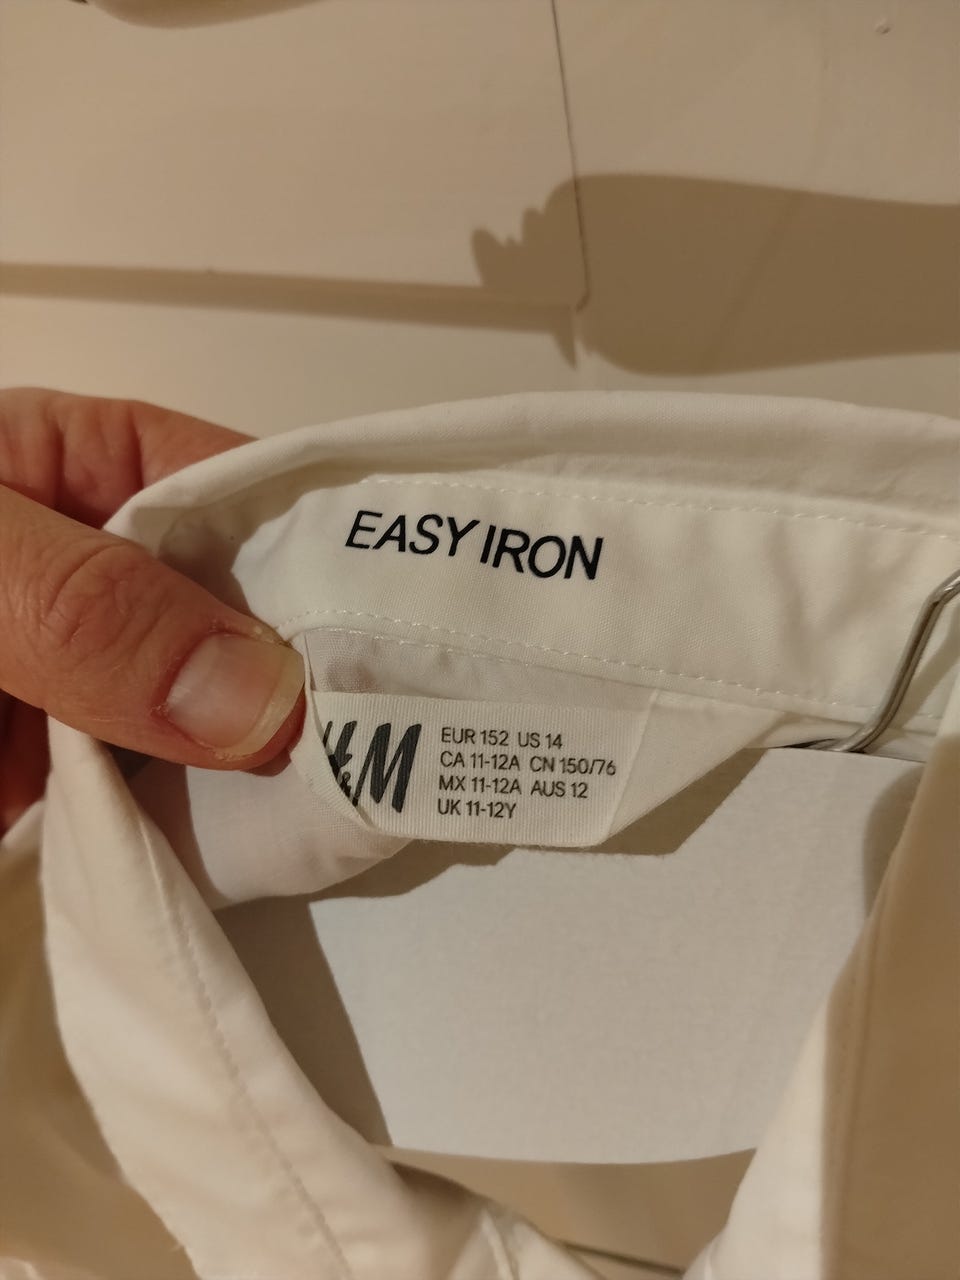 EASY IRON
H&M
EUR 152 US 14
CA 11-12A CN 150/76
MX 11-12A AUS 12
UK 11-12Y